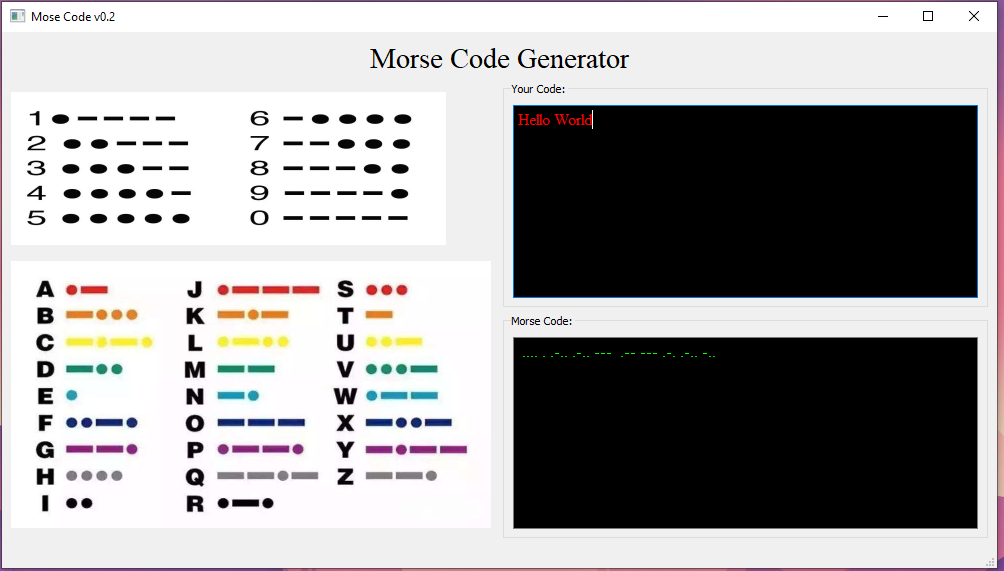 Mose Code v0.2
Morse Code Generator
1 ●−−−−
2 ●●−−−
3 ●●●−−
4 ●●●●−
5 ●●●●●
6 −●●●●
7 −−●●●
8 −−−●●
9 −−−−●
0 −−−−−
A ●−
B −●●●
C −●−●
D −●●
E ●
F ●●−●
G −−●
H ●●●●
I ●●
J ●−−−
K −●−
L ●−●●
M −−
N −●
O −−−
P ●−−●
Q −−●−
R ●−●
S ●●●
T −
U ●●−
V ●●●−
W ●−−
X −●●−
Y −●−−
Z −−●
Your Code:
Hello World
Morse Code:
.... . .-.. .-.. --- .-- --- .-. .-.. -..